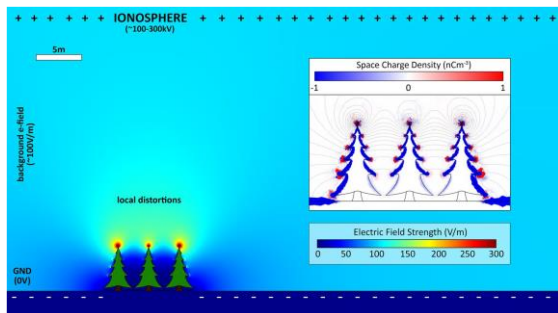 IONOSPHERE
(~100-300kV)
5m
background e-field
(~100V/m)
local distortions
GND
(0V)
Space Charge Density (nCm⁻³)
-1 0 1
Electric Field Strength (V/m)
0 50 100 150 200 250 300